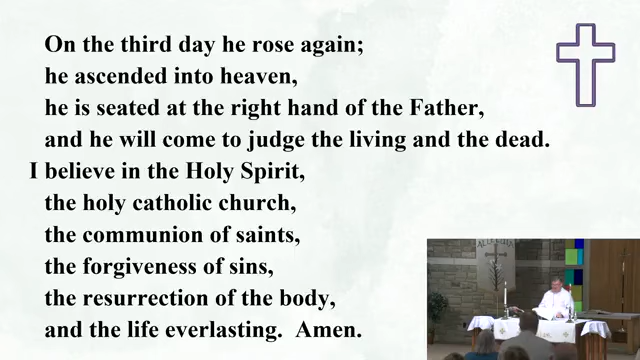 On the third day he rose again;
he ascended into heaven,
he is seated at the right hand of the Father,
and he will come to judge the living and the dead.
I believe in the Holy Spirit,
the holy catholic church,
the communion of saints,
the forgiveness of sins,
the resurrection of the body,
and the life everlasting.  Amen.